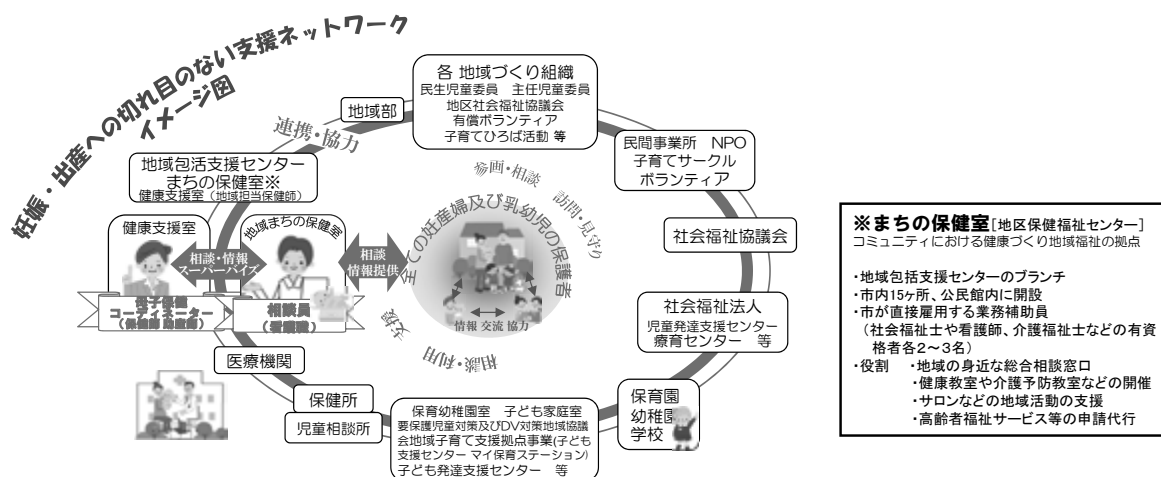 妊娠・出産への切れ目のない支援ネットワーク
イメージ図
各 地域づくり組織
民生児童委員 主任児童委員
地区社会福祉協議会
有償ボランティア
子育てひろば活動 等
地域部
連携・協力
民間事業所 NPO
子育てサークル
ボランティア
参画・相談
訪問・見守り
地域包括支援センター
まちの保健室※
健康支援室(地域担当保健師)
健康支援室
相談・情報
スーパーバイズ
母子保健
コーディネーター
(保健師 助産師)
地域まちの保健室
相談員
(看護職)
相談
情報提供
全ての妊産婦及び乳幼児の保護者
情報 交流 協力
支援
相談・利用
社会福祉協議会
社会福祉法人
児童発達支援センター
療育センター 等
医療機関
保健所
児童相談所
保育幼稚園室 子ども家庭室
要保護児童対策及びDV対策地域協議
会地域子育て支援拠点事業(子ども
支援センター マイ保育ステーション)
子ども発達支援センター 等
保育園
幼稚園
学校
※まちの保健室[地区保健福祉センター]
コミュニティにおける健康づくり地域福祉の拠点
・地域包括支援センターのブランチ
・市内15ヶ所、公民館内に開設
・市が直接雇用する業務補助員
(社会福祉士や看護師、介護福祉士などの有資
格者各2~3名)
・役割 ・地域の身近な総合相談窓口
・健康教室や介護予防教室などの開催
・サロンなどの地域活動の支援
・高齢者福祉サービス等の申請代行